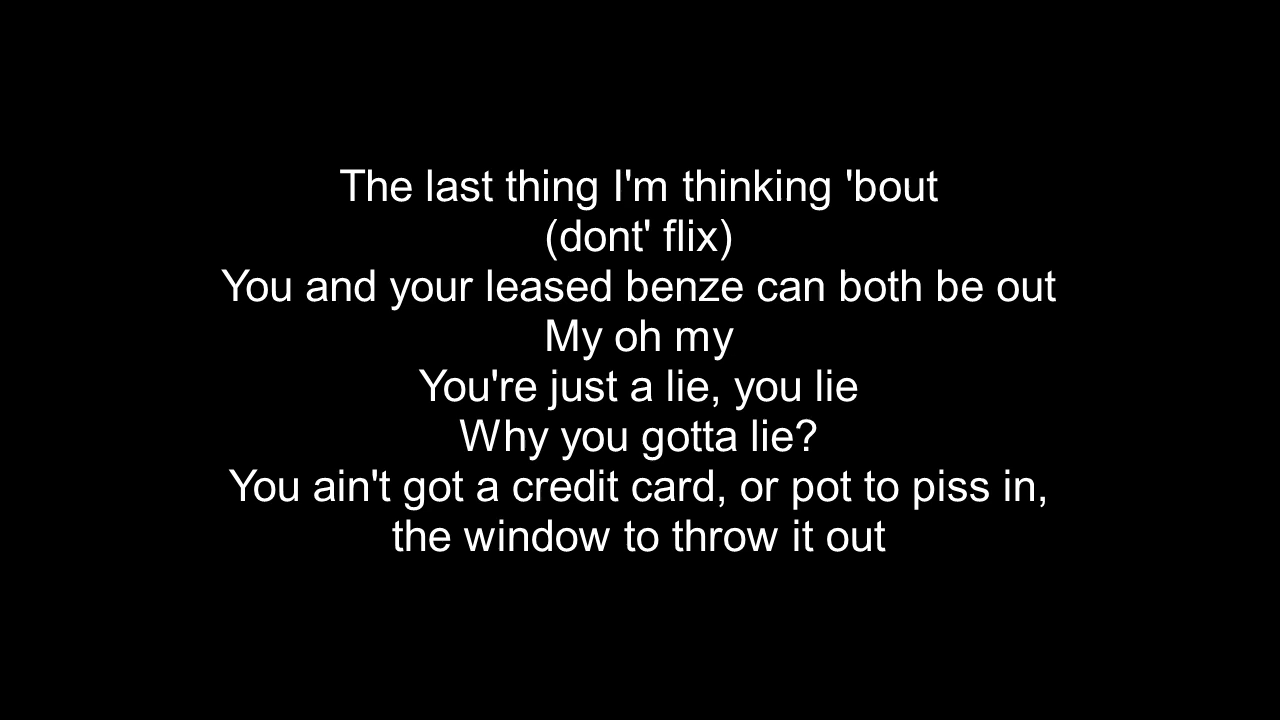 The last thing I'm thinking 'bout
(dont' flix)
You and your leased benze can both be out
My oh my
You're just a lie, you lie
Why you gotta lie?
You ain't got a credit card, or pot to piss in,
the window to throw it out